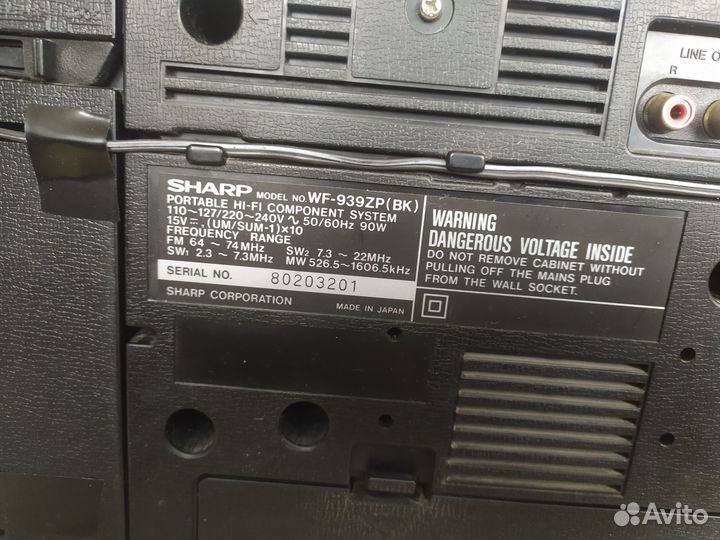 LINE O
R
SHARP MODEL NO. WF-939ZP(BK)
PORTABLE HI-FI COMPONENT SYSTEM
110~127/220~240V∿ 50/60Hz 90W
15V⎓(UM/SUM-1)×10
FREQUENCY RANGE
FM 64 ~ 74MHz SW2 7.3 ~ 22MHz
SW1 2.3 ~ 7.3MHz MW 526.5~1606.5kHz
SERIAL NO. 80203201
SHARP CORPORATION MADE IN JAPAN
WARNING
DANGEROUS VOLTAGE INSIDE
DO NOT REMOVE CABINET WITHOUT
PULLING OFF THE MAINS PLUG
FROM THE WALL SOCKET.
Avito